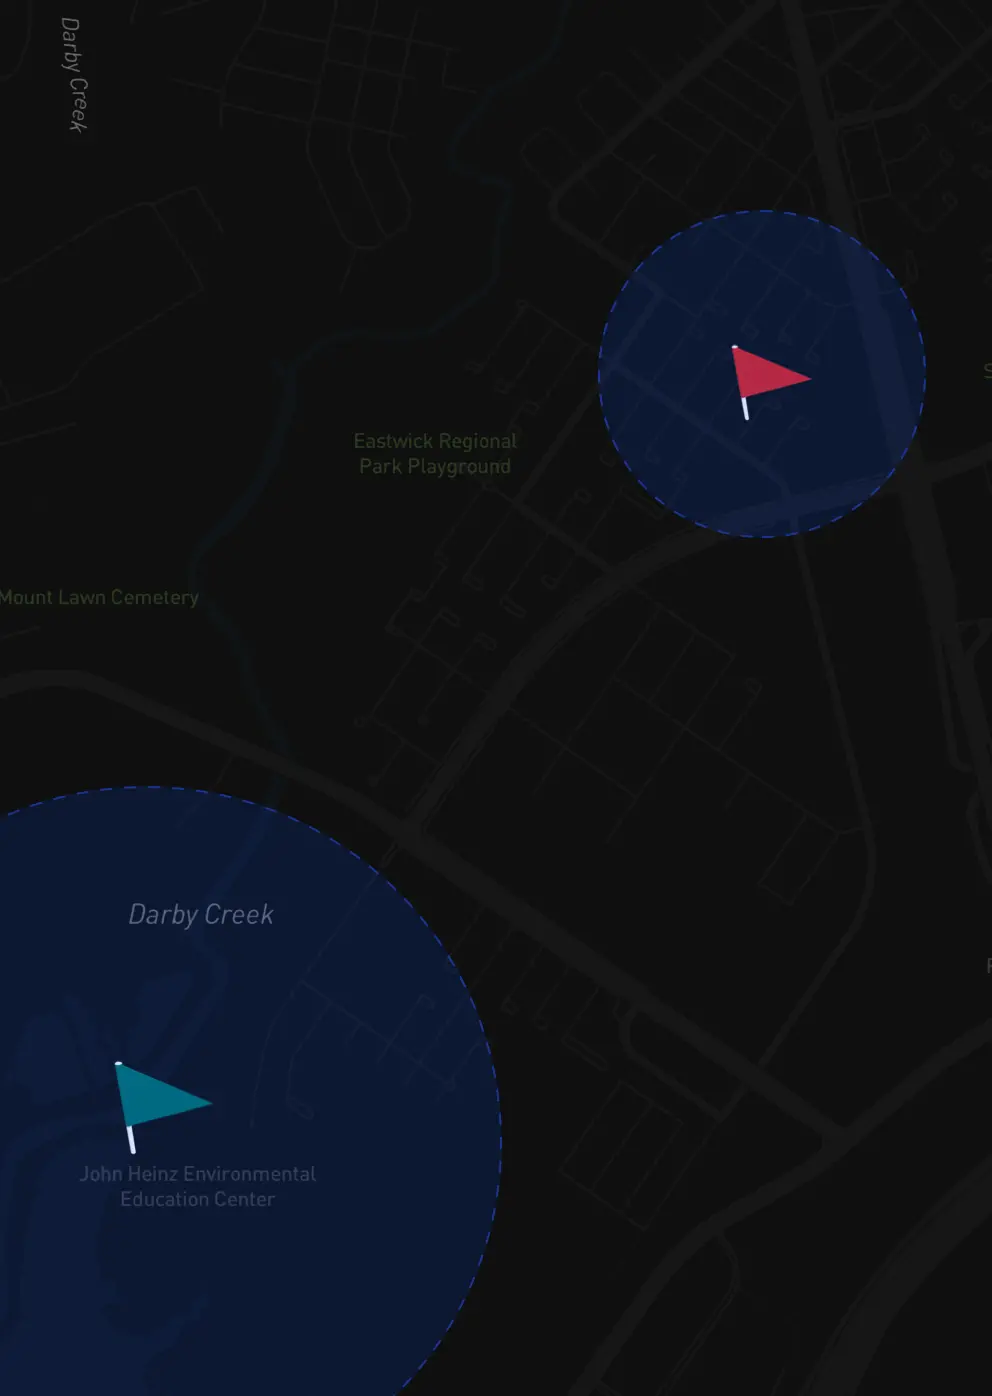 Darby Creek
Eastwick Regional
Park Playground
Mount Lawn Cemetery
Darby Creek
John Heinz Environmental
Education Center